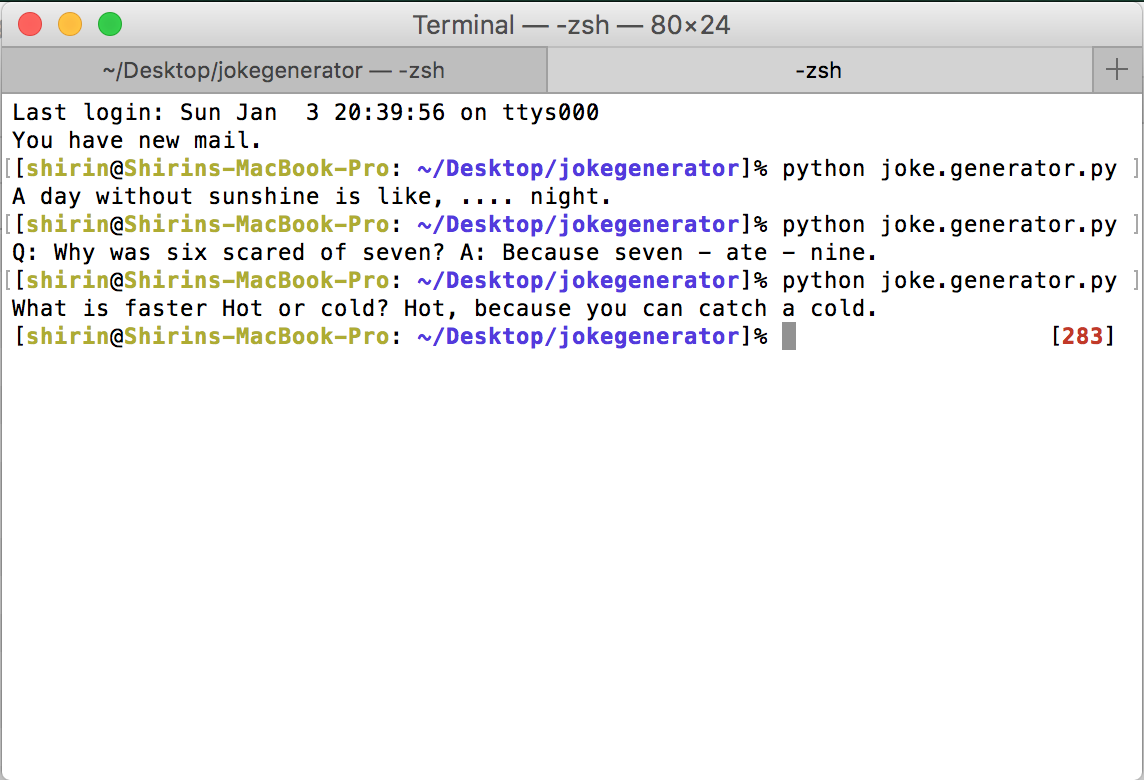 Terminal — -zsh — 80×24
~/Desktop/jokegenerator — -zsh
-zsh
+
Last login: Sun Jan  3 20:39:56 on ttys000
You have new mail.
[[shirin@Shirins-MacBook-Pro: ~/Desktop/jokegenerator]% python joke.generator.py ]
A day without sunshine is like, .... night.
[[shirin@Shirins-MacBook-Pro: ~/Desktop/jokegenerator]% python joke.generator.py ]
Q: Why was six scared of seven? A: Because seven – ate – nine.
[[shirin@Shirins-MacBook-Pro: ~/Desktop/jokegenerator]% python joke.generator.py ]
What is faster Hot or cold? Hot, because you can catch a cold.
[shirin@Shirins-MacBook-Pro: ~/Desktop/jokegenerator]% [283]